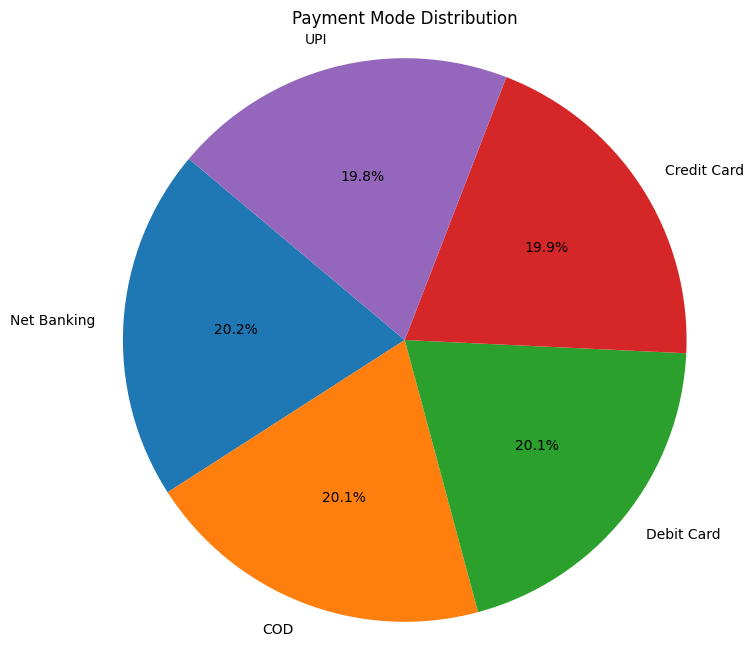 Payment Mode Distribution
UPI
19.8%
Credit Card
19.9%
Net Banking
20.2%
20.1%
Debit Card
20.1%
COD